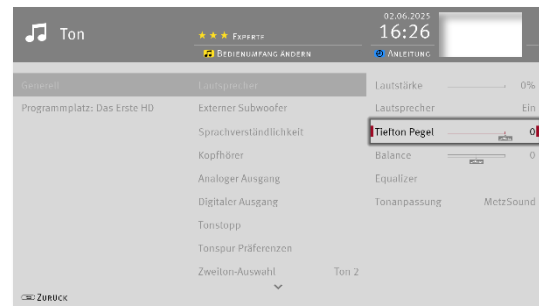 Ton
★ ★ ★ EXPERTE
BEDIENUMFANG ÄNDERN
02.06.2025
16:26
ANLEITUNG
Generell
Programmplatz: Das Erste HD
Lautsprecher
Externer Subwoofer
Sprachverständlichkeit
Kopfhörer
Analoger Ausgang
Digitaler Ausgang
Tonstopp
Tonspur Präferenzen
Zweiton-Auswahl Ton 2
Lautstärke 0%
Lautsprecher Ein
Tiefton Pegel 0
Balance 0
Equalizer
Tonanpassung MetzSound
ZURÜCK